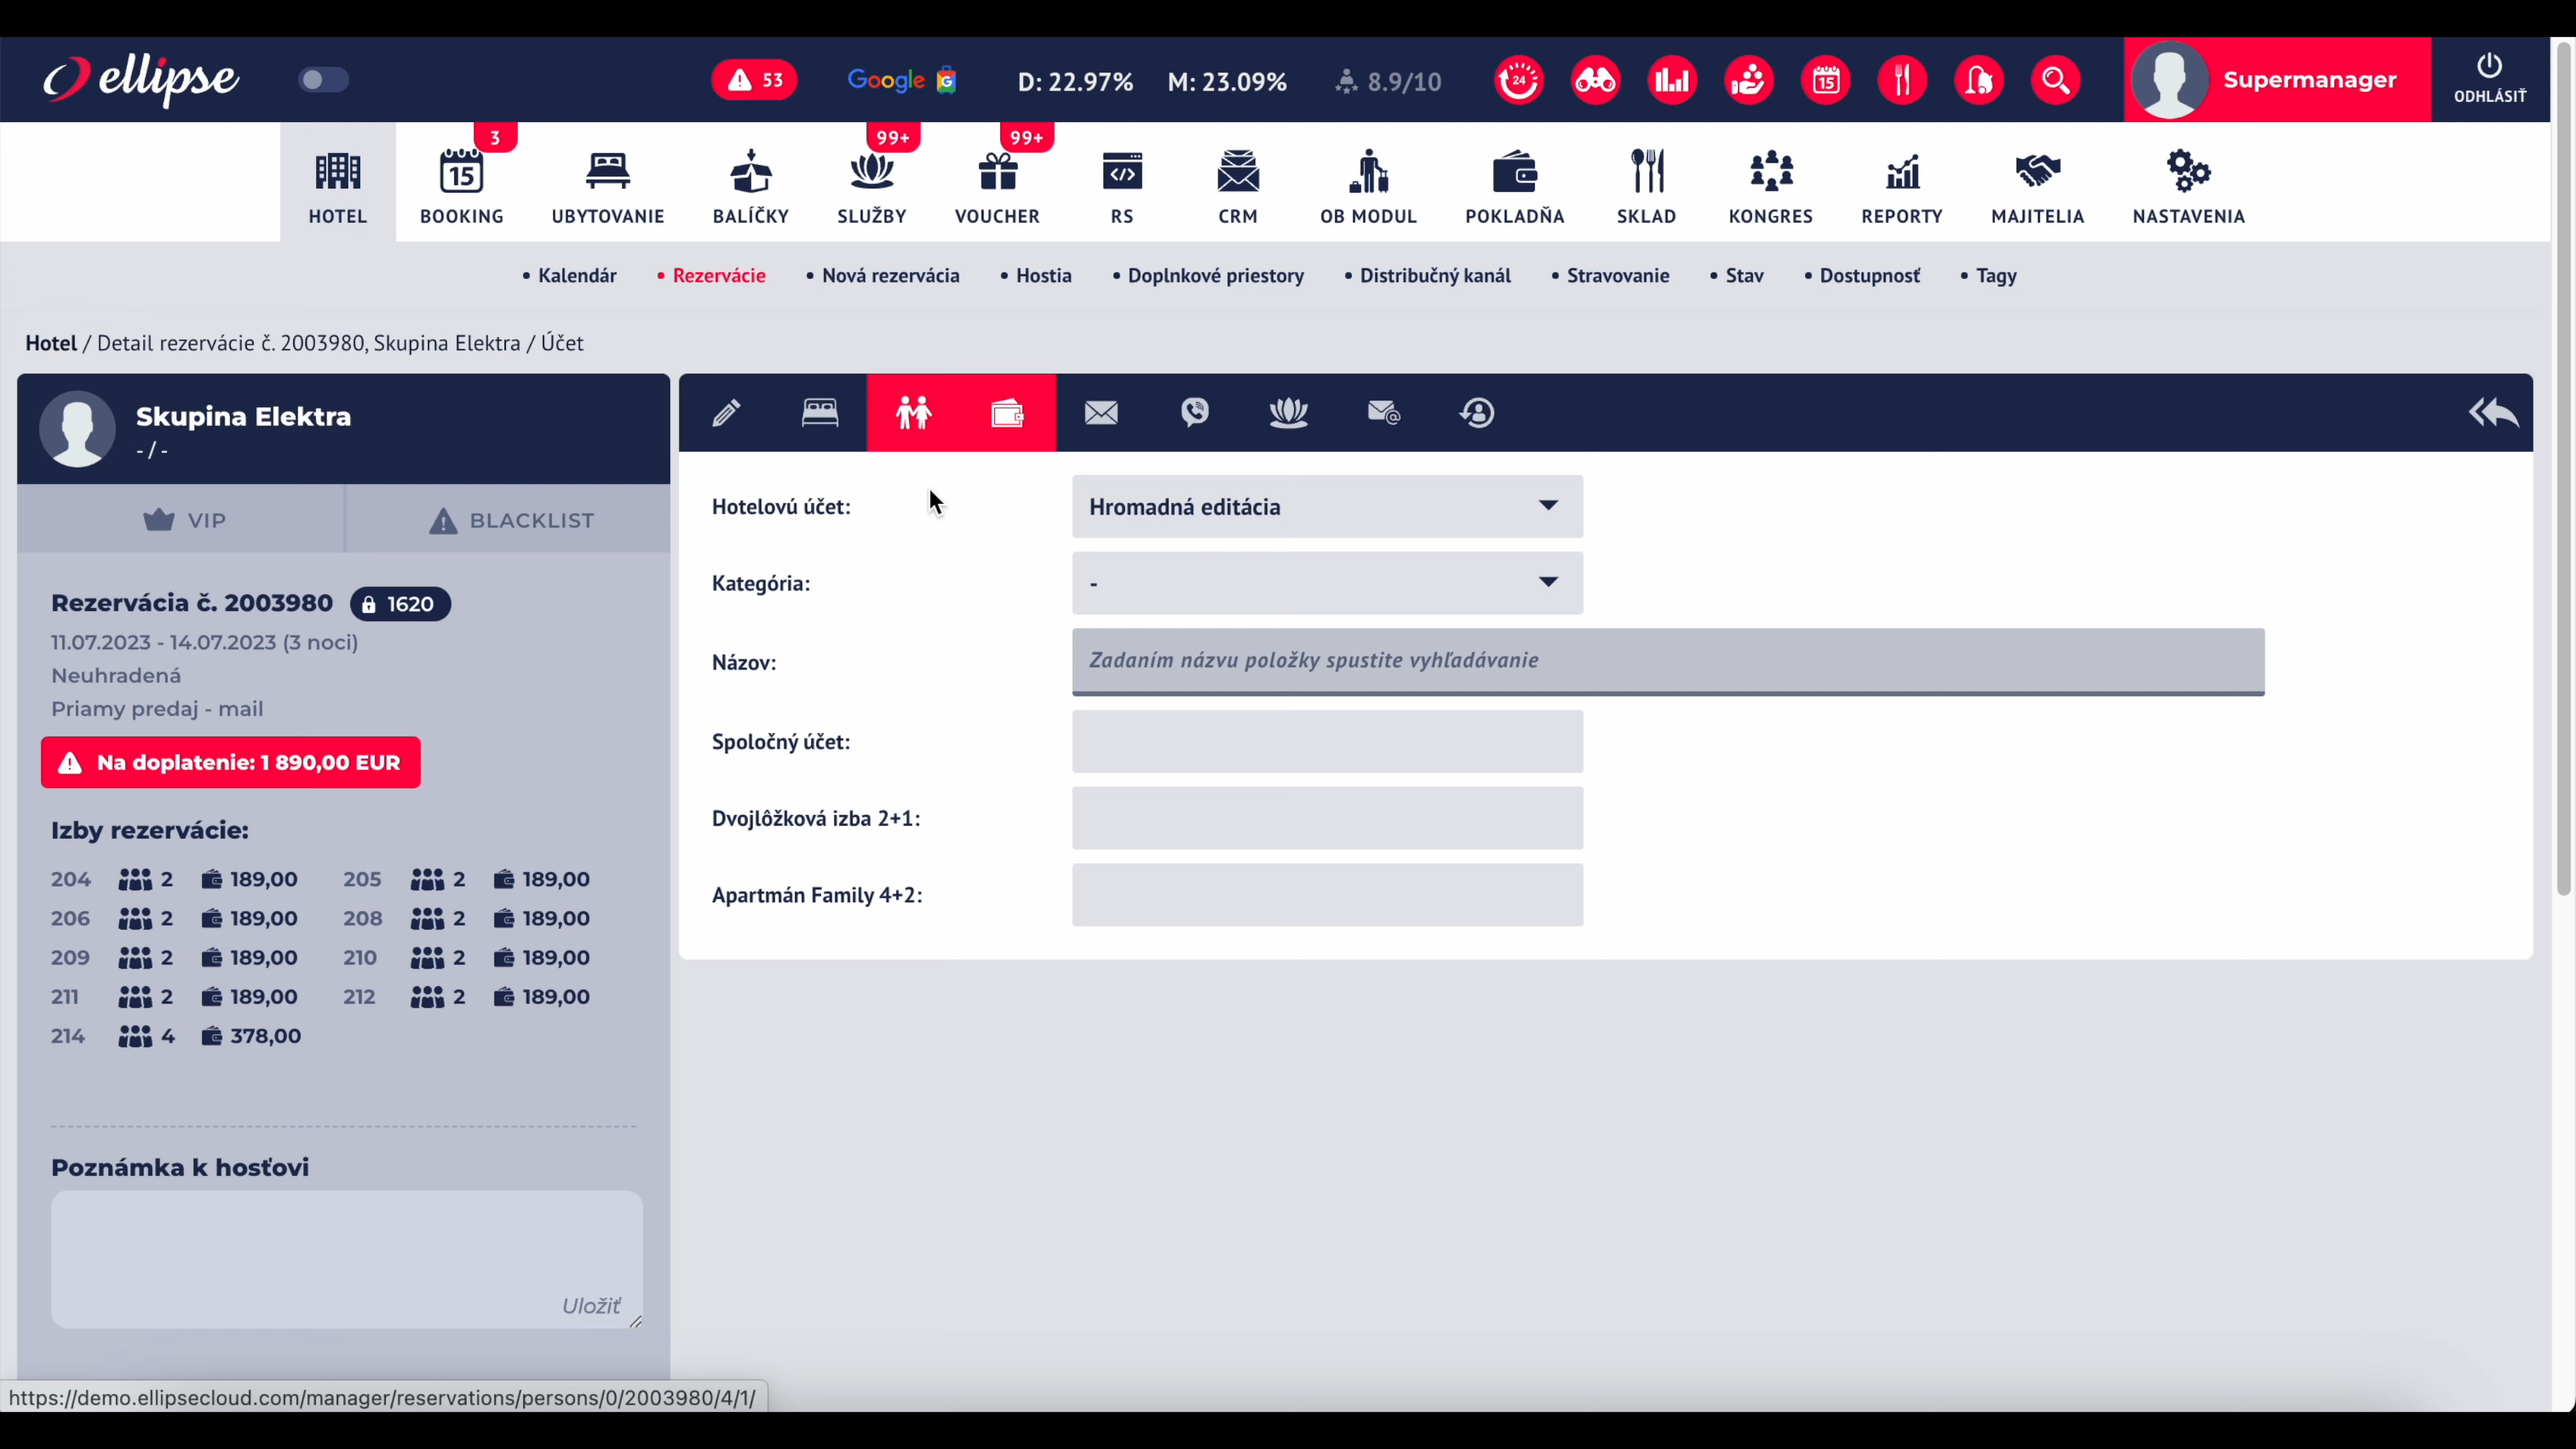 ellipse
53
Google
D: 22.97%
M: 23.09%
8.9/10
24
15
Supermanager
ODHLÁSIŤ
HOTEL
3
15
BOOKING
UBYTOVANIE
BALÍČKY
99+
SLUŽBY
99+
VOUCHER
RS
CRM
OB MODUL
POKLADŇA
SKLAD
KONGRES
REPORTY
MAJITELIA
NASTAVENIA
• Kalendár
• Rezervácie
• Nová rezervácia
• Hostia
• Doplnkové priestory
• Distribučný kanál
• Stravovanie
• Stav
• Dostupnosť
• Tagy
Hotel / Detail rezervácie č. 2003980, Skupina Elektra / Účet
Skupina Elektra
- / -
VIP
BLACKLIST
Rezervácia č. 2003980 1620
11.07.2023 - 14.07.2023 (3 noci)
Neuhradená
Priamy predaj - mail
Na doplatenie: 1 890,00 EUR
Izby rezervácie:
204 2 189,00 205 2 189,00
206 2 189,00 208 2 189,00
209 2 189,00 210 2 189,00
211 2 189,00 212 2 189,00
214 4 378,00
Poznámka k hosťovi
Uložiť
Hotelovú účet: Hromadná editácia
Kategória: -
Názov: Zadaním názvu položky spustite vyhľadávanie
Spoločný účet:
Dvojlôžková izba 2+1:
Apartmán Family 4+2:
https://demo.ellipsecloud.com/manager/reservations/persons/0/2003980/4/1/